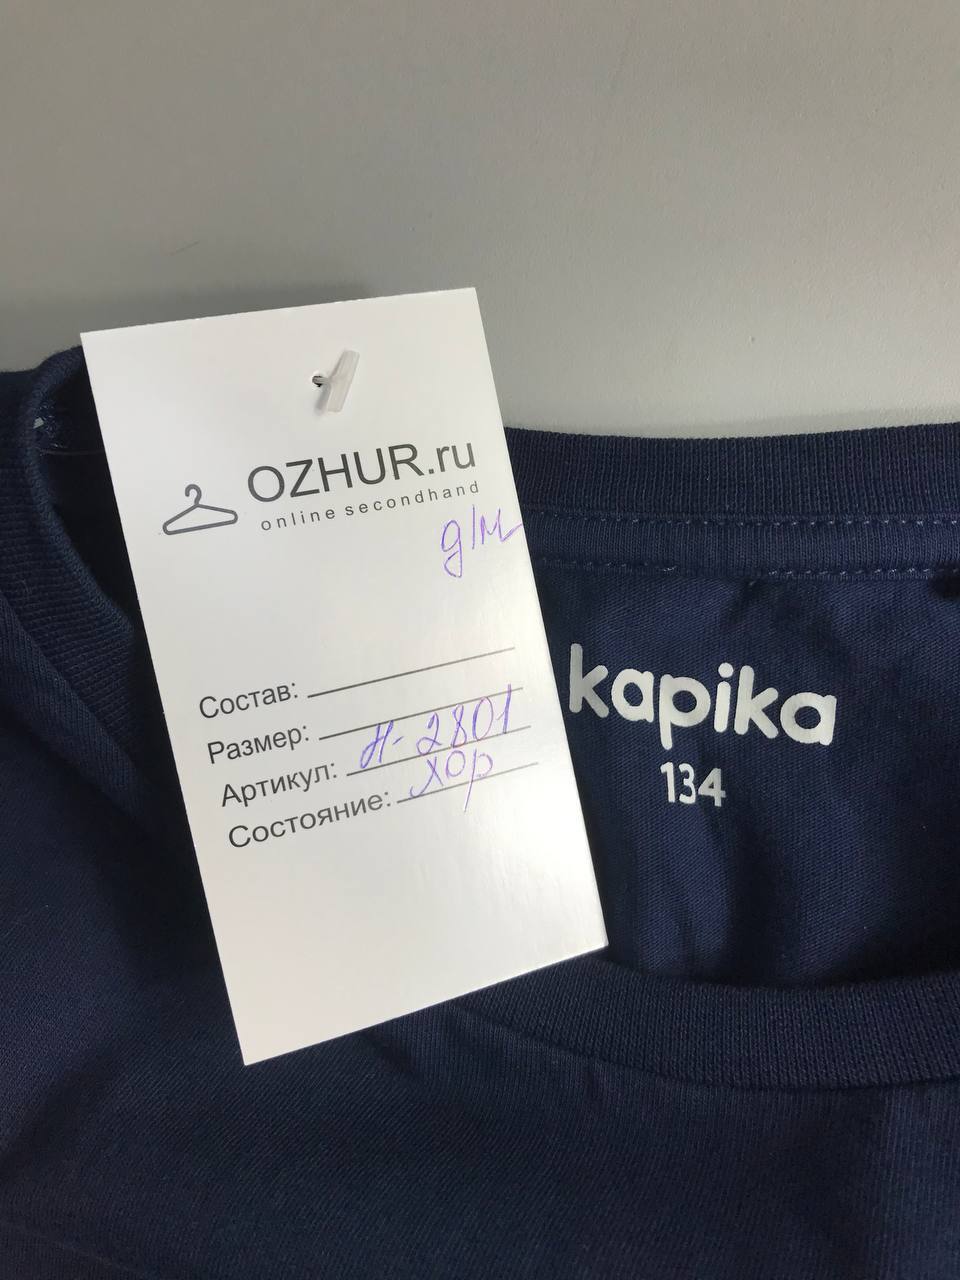 OZHUR.ru
online secondhand
д/м
Состав:
Размер:
Артикул: Н-2801
Состояние: хор
kapika
134